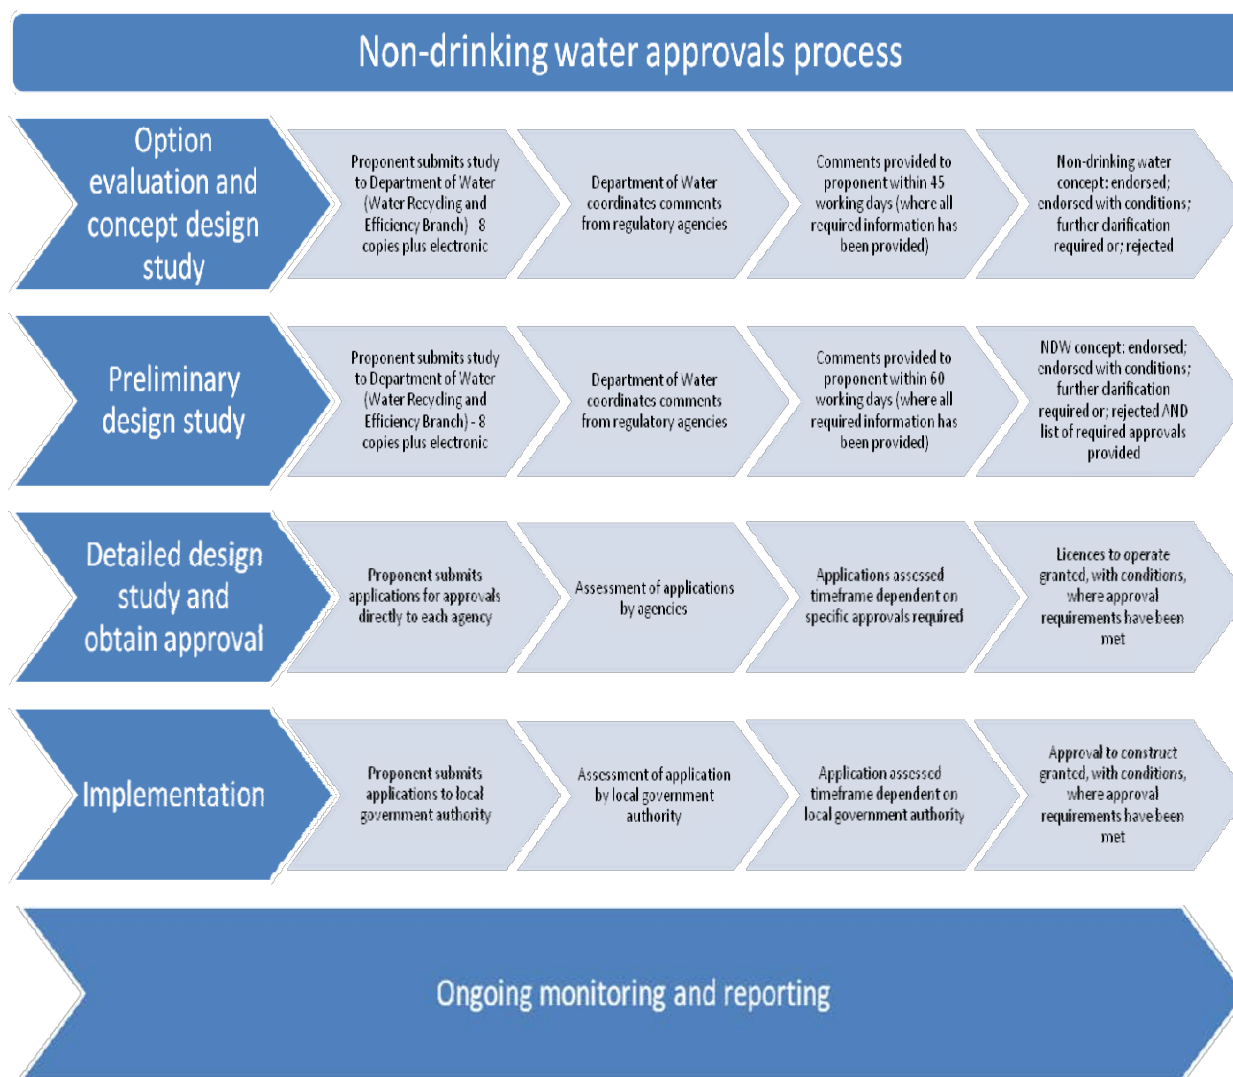 Non-drinking water approvals process
Option
evaluation and
concept design
study
Proponent submits study
to Department of Water
(Water Recycling and
Efficiency Branch) - 8
copies plus electronic
Department of Water
coordinates comments
from regulatory agencies
Comments provided to
proponent within 45
working days (where all
required information has
been provided)
Non-drinking water
concept: endorsed;
endorsed with conditions;
further clarification
required or; rejected
Preliminary
design study
Proponent submits study
to Department of Water
(Water Recycling and
Efficiency Branch) - 8
copies plus electronic
Department of Water
coordinates comments
from regulatory agencies
Comments provided to
proponent within 60
working days (where all
required information has
been provided)
NDW concept: endorsed;
endorsed with conditions;
further clarification
required or; rejected AND
list of required approvals
provided
Detailed design
study and
obtain approval
Proponent submits
applications for approvals
directly to each agency
Assessment of applications
by agencies
Applications assessed
timeframe dependent on
specific approvals required
Licences to operate
granted, with conditions,
where approval
requirements have been
met
Implementation
Proponent submits
applications to local
government authority
Assessment of application
by local government
authority
Application assessed
timeframe dependent on
local government authority
Approval to construct
granted, with conditions,
where approval
requirements have been
met
Ongoing monitoring and reporting